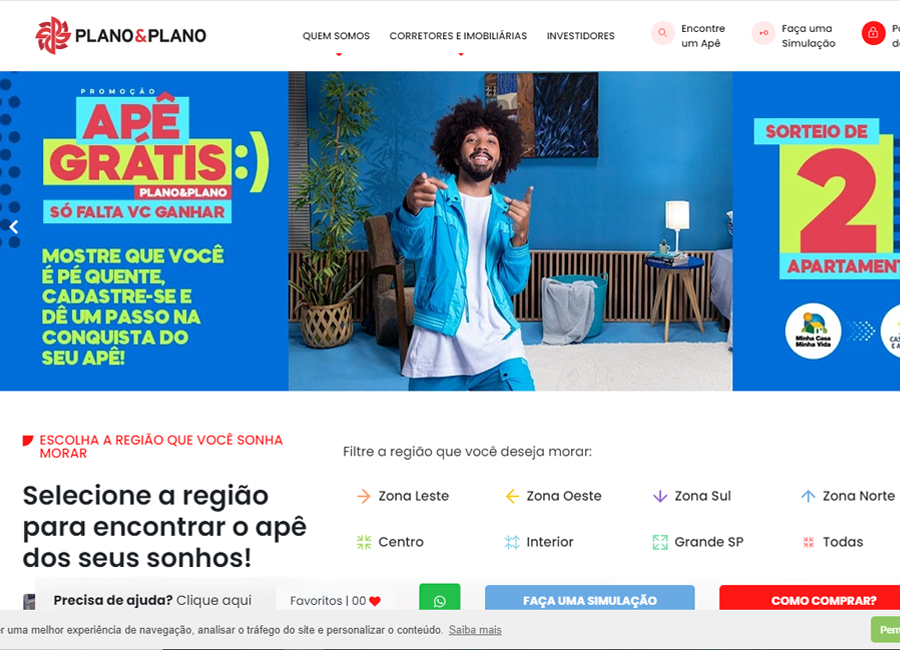 PLANO&PLANO
QUEM SOMOS
CORRETORES E IMOBILIÁRIAS
INVESTIDORES
Encontre
um Apê
Faça uma
Simulação
PROMOÇÃO
APÊ
GRÁTIS:)
PLANO&PLANO
SÓ FALTA VC GANHAR
MOSTRE QUE VOCÊ
É PÉ QUENTE,
CADASTRE-SE E
DÊ UM PASSO NA
CONQUISTA DO
SEU APÊ!
SORTEIO DE
2
APARTAMENT
Minha Casa
Minha Vida
ESCOLHA A REGIÃO QUE VOCÊ SONHA
MORAR
Selecione a região
para encontrar o apê
dos seus sonhos!
Filtre a região que você deseja morar:
Zona Leste
Zona Oeste
Zona Sul
Zona Norte
Centro
Interior
Grande SP
Todas
Precisa de ajuda? Clique aqui
Favoritos | 00
FAÇA UMA SIMULAÇÃO
COMO COMPRAR?
r uma melhor experiência de navegação, analisar o tráfego do site e personalizar o conteúdo. Saiba mais